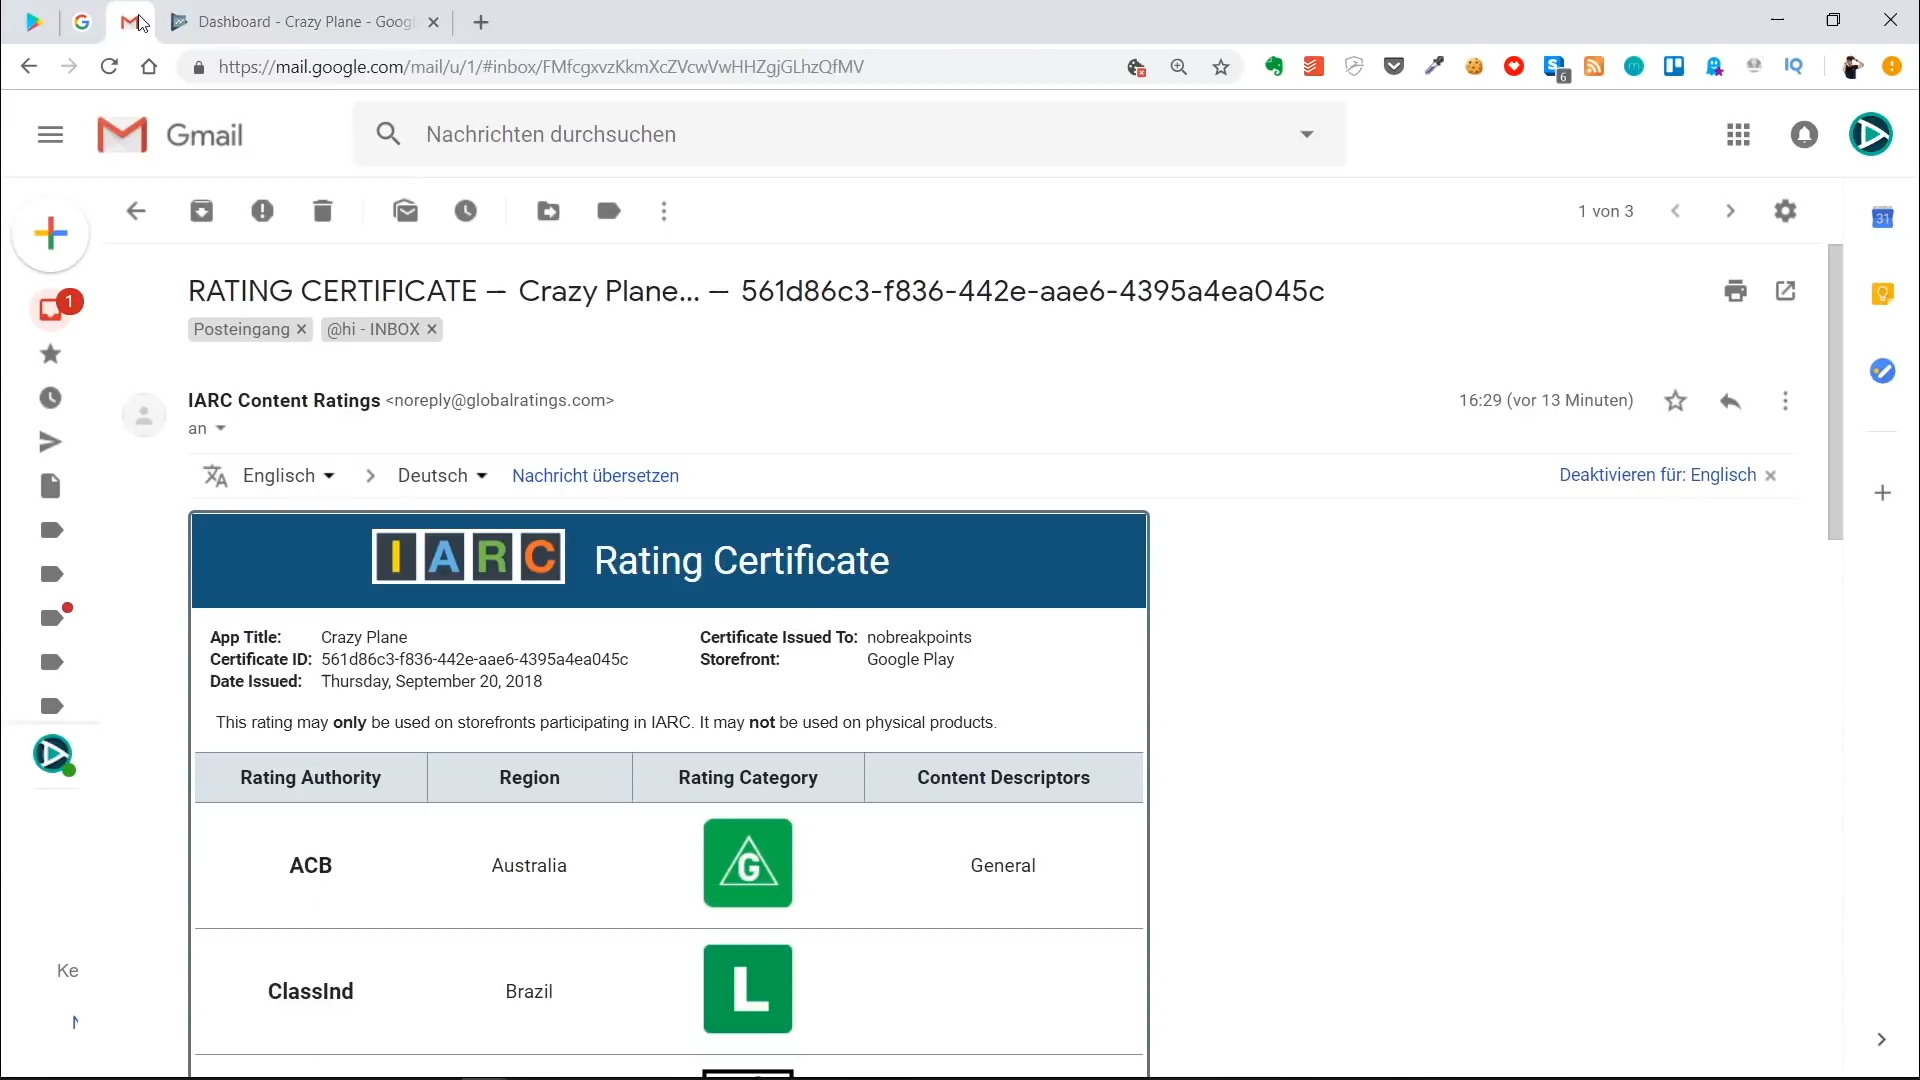 Dashboard - Crazy Plane - Goog
https://mail.google.com/mail/u/1/#inbox/FMfcgxvzKkmXcZVcwVwHHZgjGLhzQfMV
6
IQ
Gmail
Nachrichten durchsuchen
1 von 3
31
RATING CERTIFICATE – Crazy Plane... – 561d86c3-f836-442e-aae6-4395a4ea045c
Posteingang
@hi - INBOX
1
IARC Content Ratings <noreply@globalratings.com>
16:29 (vor 13 Minuten)
an
Englisch
Deutsch
Nachricht übersetzen
Deaktivieren für: Englisch
IARC
Rating Certificate
App Title: Crazy Plane
Certificate Issued To: nobreakpoints
Certificate ID: 561d86c3-f836-442e-aae6-4395a4ea045c
Storefront: Google Play
Date Issued: Thursday, September 20, 2018
This rating may only be used on storefronts participating in IARC. It may not be used on physical products.
Rating Authority Region Rating Category Content Descriptors
ACB Australia G General
ClassInd Brazil L
Ke